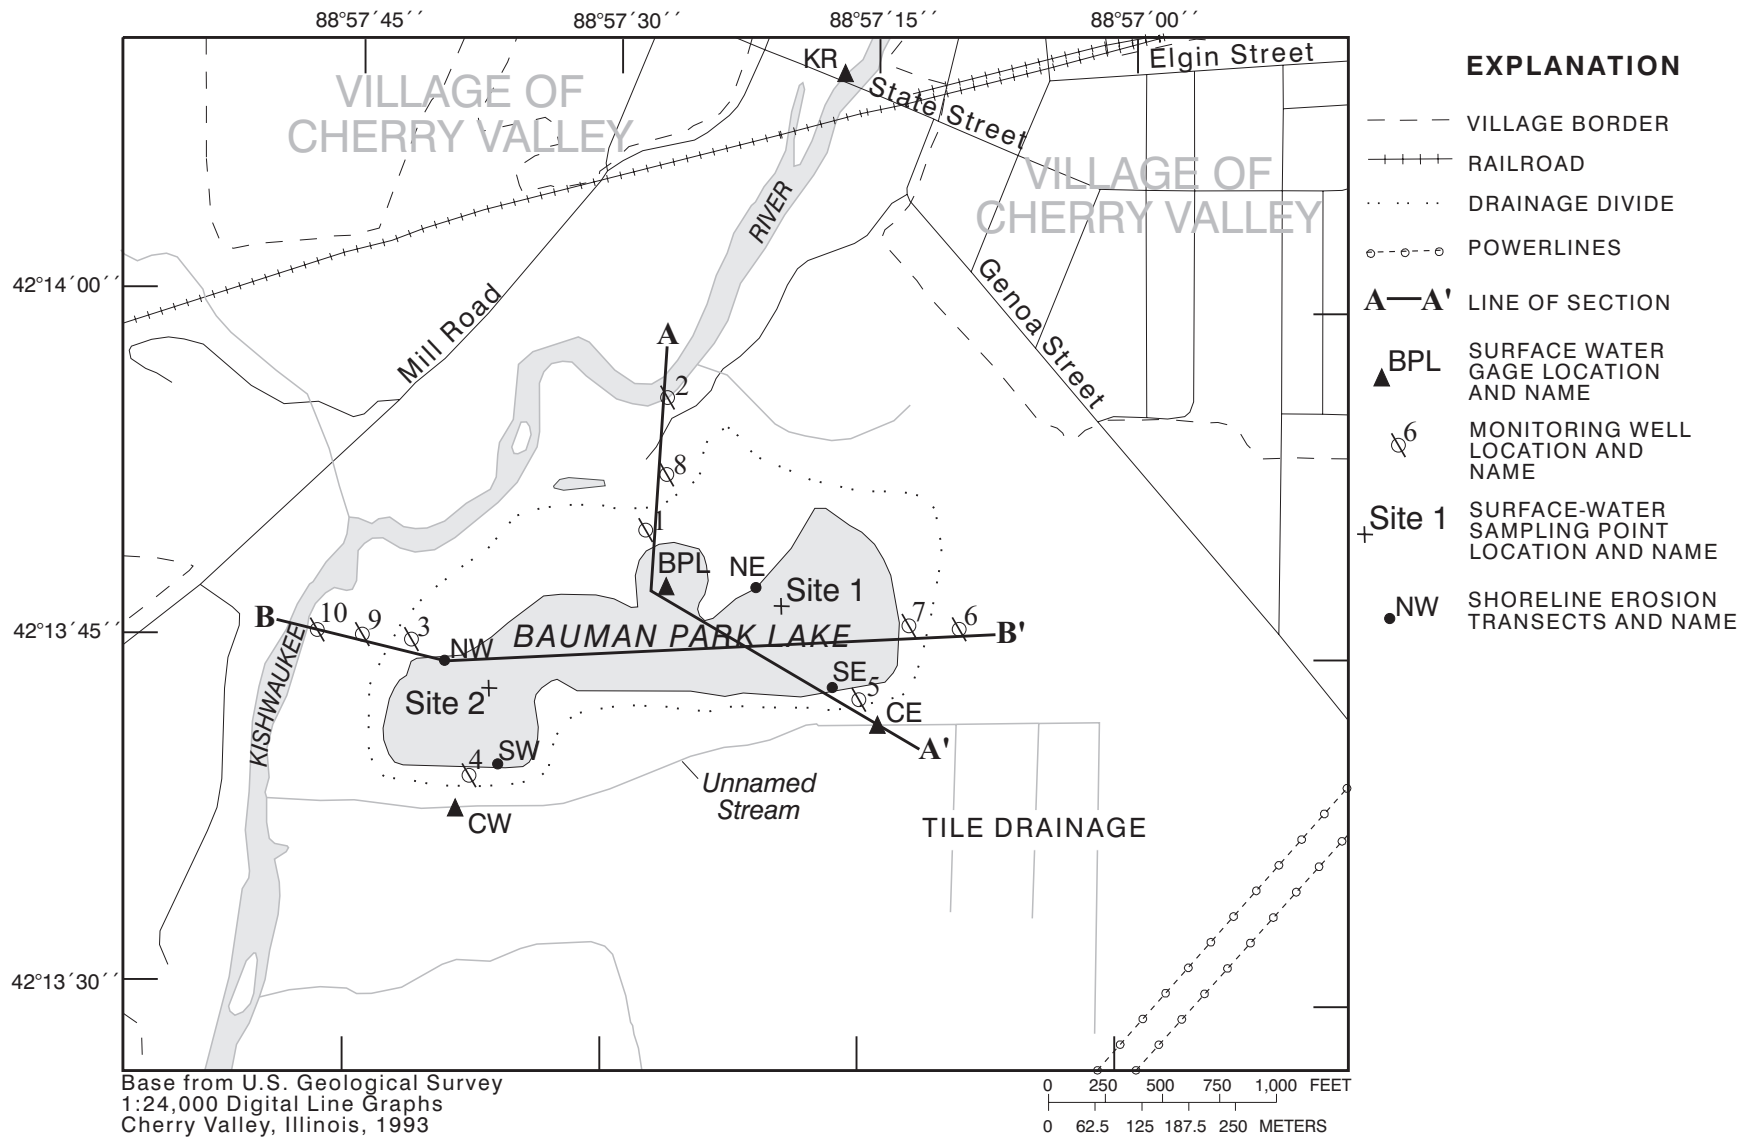 88°57´45´´
88°57´30´´
88°57´15´´
88°57´00´´
KR
Elgin Street
State Street
VILLAGE OF
CHERRY VALLEY
VILLAGE OF
CHERRY VALLEY
RIVER
42°14´00´´
Mill Road
Genoa Street
A
2
8
1
BPL
NE
Site 1
42°13´45´´
B
10
9
3
NW
BAUMAN PARK LAKE
7
6
B'
KISHWAUKEE
Site 2
SE
5
CE
A'
4
SW
CW
Unnamed
Stream
TILE DRAINAGE
42°13´30´´
EXPLANATION
VILLAGE BORDER
RAILROAD
DRAINAGE DIVIDE
POWERLINES
A A' LINE OF SECTION
BPL
SURFACE WATER
GAGE LOCATION
AND NAME
6
MONITORING WELL
LOCATION AND
NAME
Site 1
SURFACE-WATER
SAMPLING POINT
LOCATION AND NAME
NW
SHORELINE EROSION
TRANSECTS AND NAME
Base from U.S. Geological Survey
1:24,000 Digital Line Graphs
Cherry Valley, Illinois, 1993
0 250 500 750 1,000 FEET
0 62.5 125 187.5 250 METERS